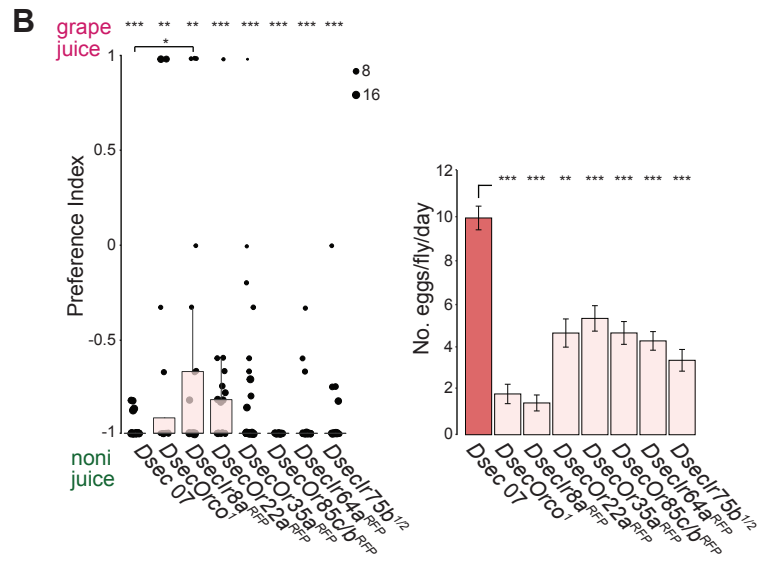 B
grape juice
*** ** ** *** *** *** *** ***
*
1
0.5
0
-0.5
-1
Preference Index
8
16
noni juice
Dsec 07
DsecOrco1
DsecIr8aRFP
DsecOr22aRFP
DsecOr35aRFP
DsecOr85c/bRFP
DsecIr64aRFP
DsecIr75b1/2
12
10
8
6
4
2
0
No. eggs/fly/day
*** *** ** *** *** *** ***
Dsec 07
DsecOrco1
DsecIr8aRFP
DsecOr22aRFP
DsecOr35aRFP
DsecOr85c/bRFP
DsecIr64aRFP
DsecIr75b1/2